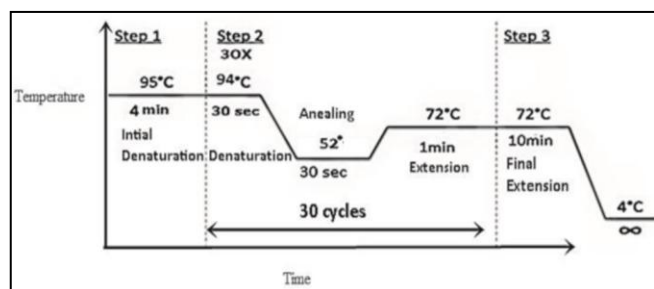 Step 1
Step 2
30X
Step 3
Temperature
95°C
4 min
Intial
Denaturation
94°C
30 sec
Denaturation
Anealing
52°
30 sec
72°C
1min
Extension
72°C
10min
Final
Extension
4°C
∞
30 cycles
Time